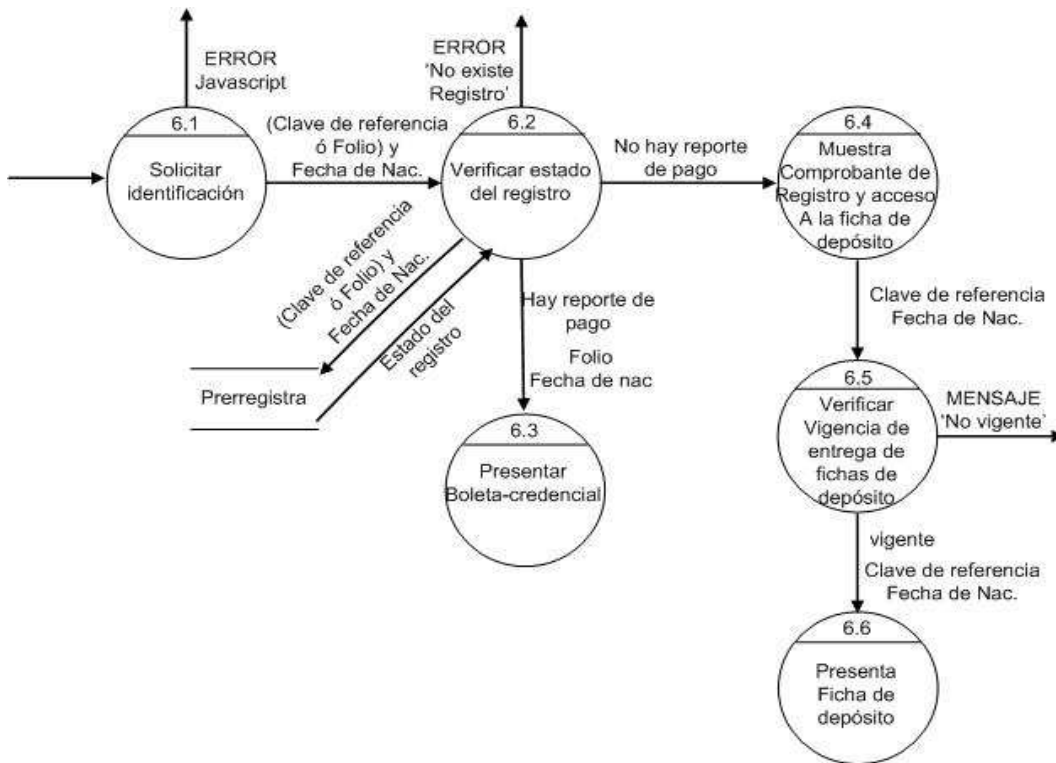 ERROR
Javascript
6.1
Solicitar
identificación
(Clave de referencia
ó Folio) y
Fecha de Nac.
ERROR
'No existe
Registro'
6.2
Verificar estado
del registro
No hay reporte
de pago
6.4
Muestra
Comprobante de
Registro y acceso
A la ficha de
depósito
(Clave de referencia
ó Folio) y
Fecha de Nac.
Estado del
registro
Prerregistra
Hay reporte de
pago
Folio
Fecha de nac
6.3
Presentar
Boleta-credencial
Clave de referencia
Fecha de Nac.
6.5
Verificar
Vigencia de
entrega de
fichas de
depósito
MENSAJE
'No vigente'
vigente
Clave de referencia
Fecha de Nac.
6.6
Presenta
Ficha de
depósito